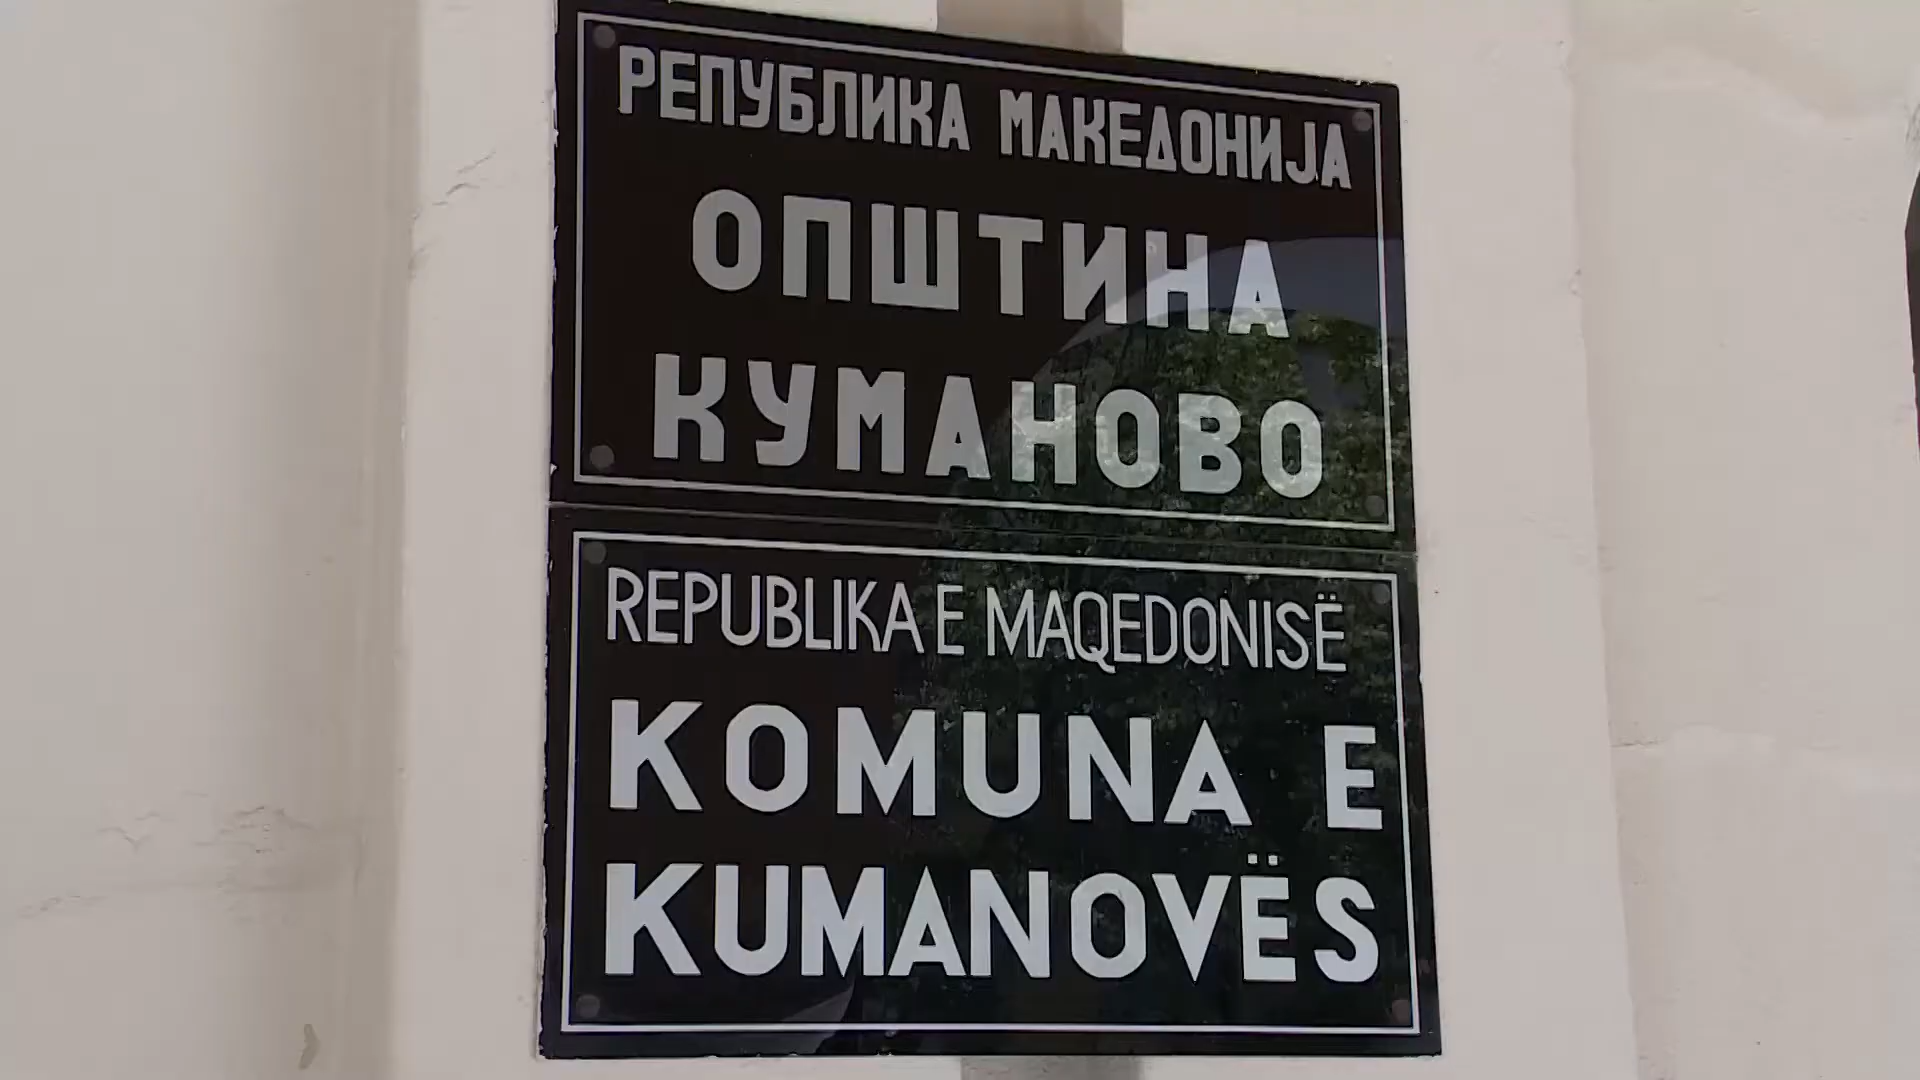 РЕПУБЛИКА МАКЕДОНИЈА
ОПШТИНА
КУМАНОВО
REPUBLIKA E MAQEDONISË
KOMUNA E
KUMANOVËS